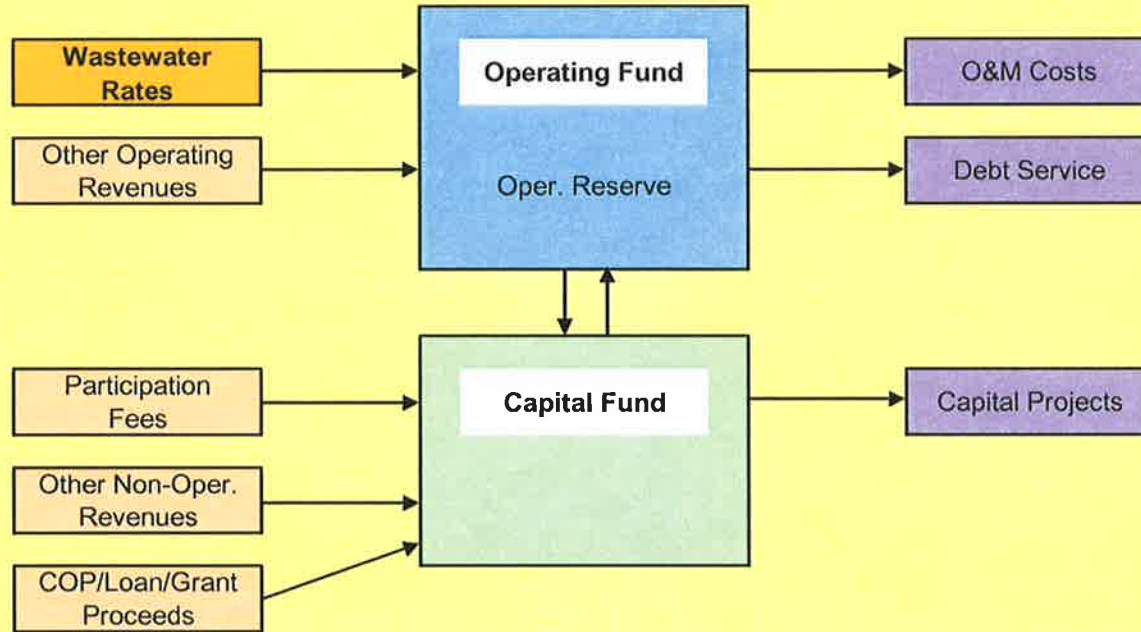 Wastewater
Rates
Operating Fund
O&M Costs
Other Operating
Revenues
Oper. Reserve
Debt Service
Participation
Fees
Capital Fund
Capital Projects
Other Non-Oper.
Revenues
COP/Loan/Grant
Proceeds